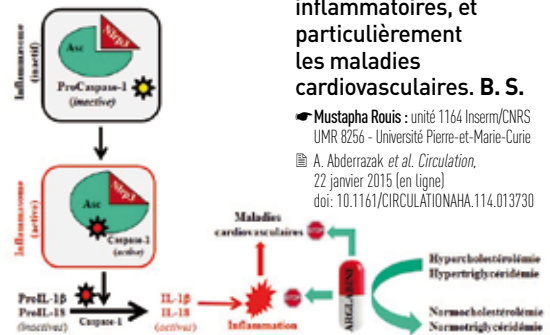 inflammatoires, et
particulièrement
les maladies
cardiovasculaires. B. S.
☛ Mustapha Rouis : unité 1164 Inserm/CNRS
UMR 8256 - Université Pierre-et-Marie-Curie
A. Abderrazak et al. Circulation,
22 janvier 2015 (en ligne)
doi: 10.1161/CIRCULATIONAHA.114.013730
Inflammasome
(inactif)
Nlrp3
Asc
ProCaspase-1
(inactive)
Inflammasome
(active)
Nlrp3
Asc
Caspase-1
(active)
ProIL-1β
ProIL-18
(inactives)
Caspase-1
IL-1β
IL-18
(actives)
Inflammation
Maladies
cardiovasculaires
STOP
STOP
ARGLABINE
Hypercholestérolémie
Hypertriglycéridémie
Normocholestérolémie
Normotriglycéridémie